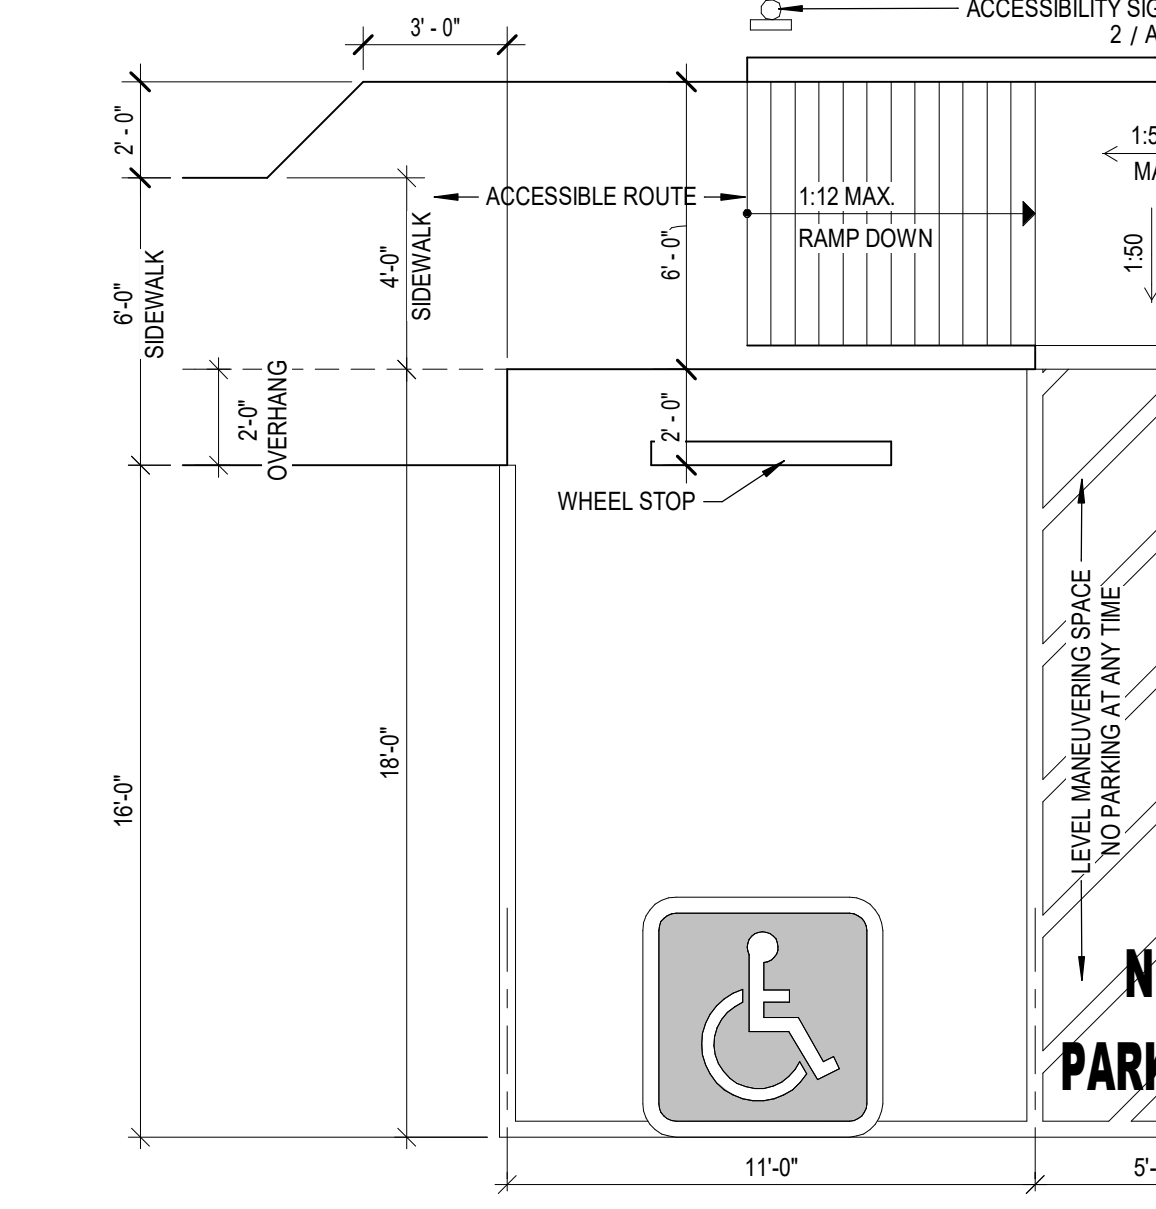 ACCESSIBILITY SIG
2 / A
3' - 0"
2' - 0"
1:5
MA
ACCESSIBLE ROUTE
1:12 MAX.
RAMP DOWN
6' - 0"
1:50
4'-0"
SIDEWALK
6'-0"
SIDEWALK
2'-0"
OVERHANG
2' - 0"
WHEEL STOP
LEVEL MANEUVERING SPACE
NO PARKING AT ANY TIME
18'-0"
16'-0"
N
PARK
11'-0"
5'-